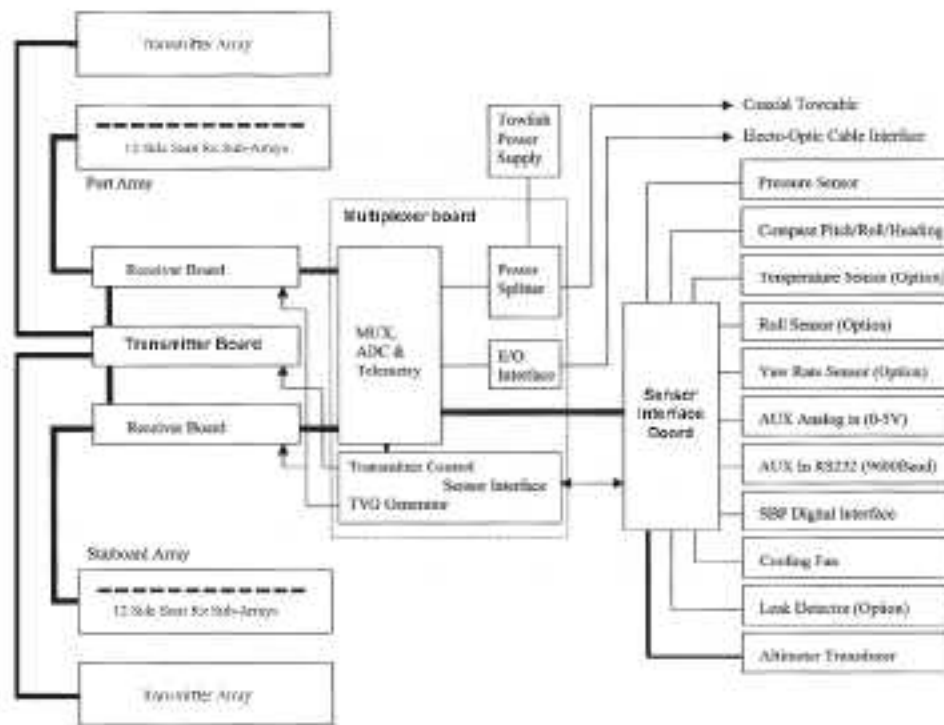 Transmitter Array
12 Side Scan Rx Sub-Arrays
Port Array
Receiver Board
Transmitter Board
Receiver Board
Starboard Array
12 Side Scan Rx Sub-Arrays
Transmitter Array
Multiplexer board
MUX,
ADC &
Telemetry
Transmitter Control
Sensor Interface
TVG Generator
Towfish
Power
Supply
Power
Splitter
E/O
Interface
Coaxial Towcable
Electo-Optic Cable Interface
Sensor
Interface
Board
Pressure Sensor
Compass Pitch/Roll/Heading
Temperature Sensor (Option)
Roll Sensor (Option)
Yaw Rate Sensor (Option)
AUX Analog in (0-5V)
AUX In RS232 (9600Baud)
SBP Digital Interface
Cooling Fan
Leak Detector (Option)
Altimeter Transducer